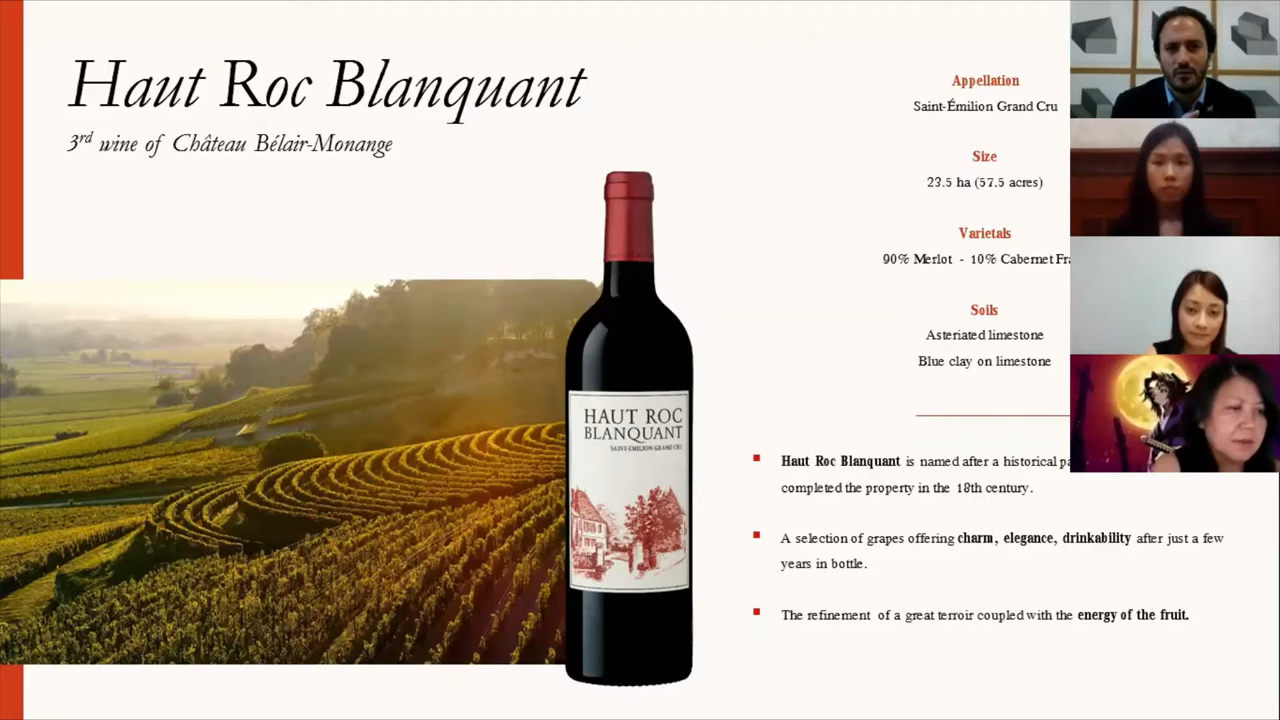 Haut Roc Blanquant
3rd wine of Château Bélair-Monange
Appellation
Saint-Émilion Grand Cru
Size
23.5 ha (57.5 acres)
Varietals
90% Merlot - 10% Cabernet
Soils
Asteriated limestone
Blue clay on limestone
HAUT ROC
BLANQUANT
SAINT-ÉMILION GRAND CRU
Haut Roc Blanquant is named after a historical
completed the property in the 18th century.
A selection of grapes offering charm, elegance, drinkability after just a few
years in bottle.
The refinement of a great terroir coupled with the energy of the fruit.